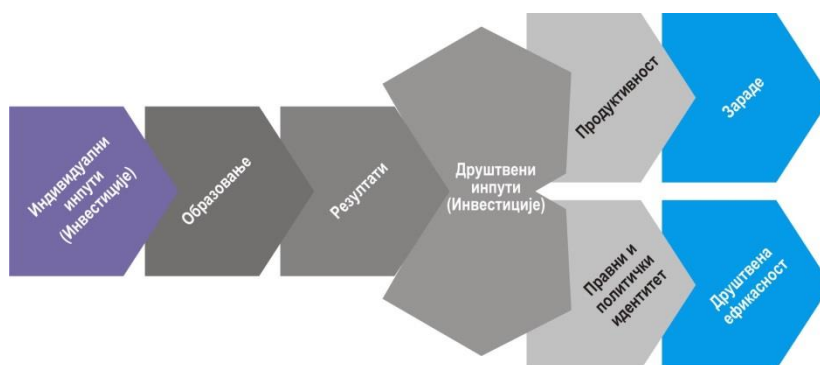 Индивидуални
инпути
(Инвестиције)
Образовање
Резултати
Друштвени
инпути
(Инвестиције)
Продуктивност
Зараде
Правни и
политички
идентитет
Друштвена
ефикасност